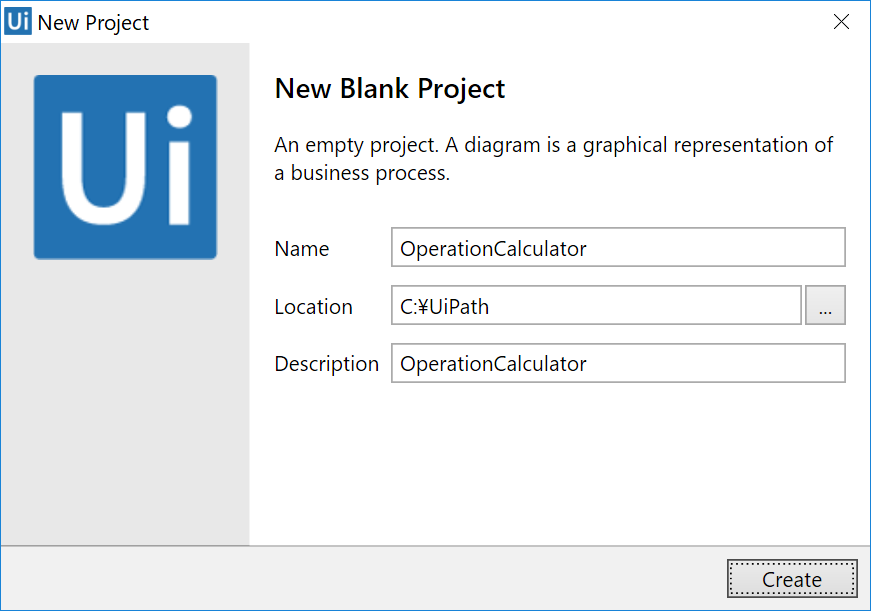 Ui New Project
Ui
New Blank Project
An empty project. A diagram is a graphical representation of
a business process.
Name OperationCalculator
Location C:¥UiPath ...
Description OperationCalculator
Create